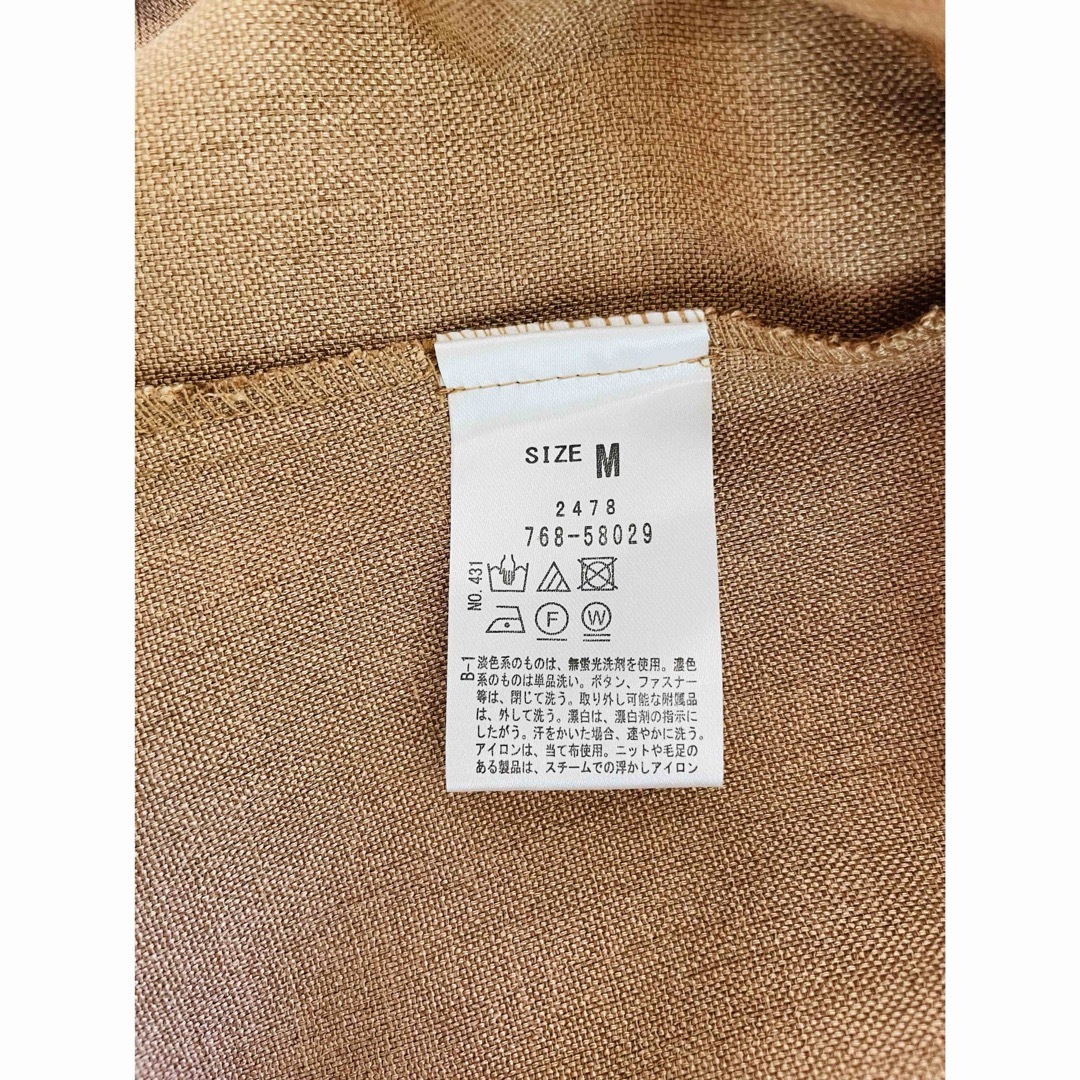 SIZE M
2478
768-58029
NO. 431
F
W
B-1
淡色系のものは、無蛍光洗剤を使用。濃色
系のものは単品洗い。ボタン、ファスナー
等は、閉じて洗う。取り外し可能な附属品
は、外して洗う。漂白は、漂白剤の指示に
したがう。汗をかいた場合、速やかに洗う。
アイロンは、当て布使用。ニットや毛足の
ある製品は、スチームでの浮かしアイロン